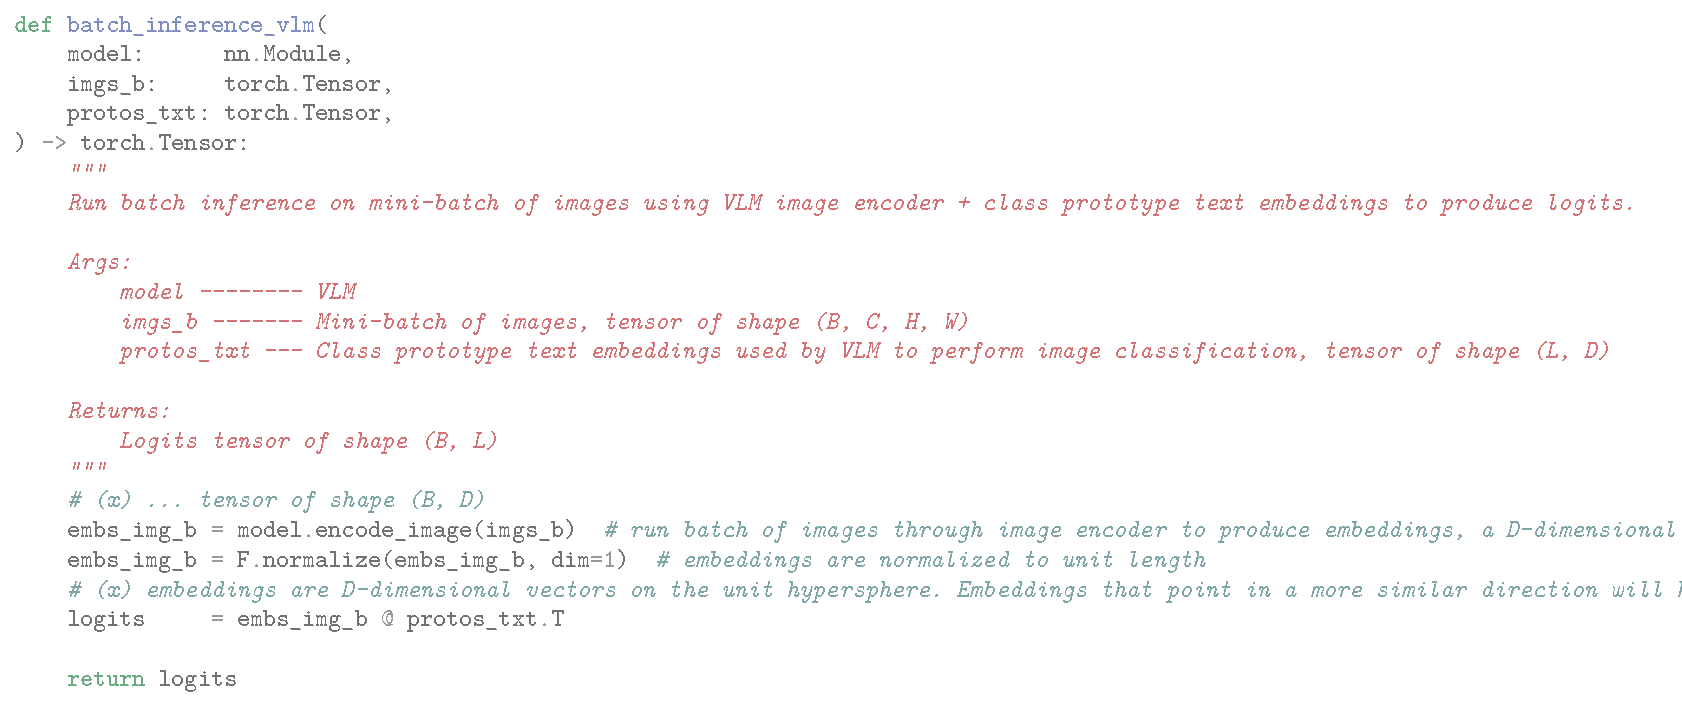 def batch_inference_vlm(
    model:      nn.Module,
    imgs_b:     torch.Tensor,
    protos_txt: torch.Tensor,
) -> torch.Tensor:
    """
    Run batch inference on mini-batch of images using VLM image encoder + class prototype text embeddings to produce logits.

    Args:
        model -------- VLM
        imgs_b ------- Mini-batch of images, tensor of shape (B, C, H, W)
        protos_txt --- Class prototype text embeddings used by VLM to perform image classification, tensor of shape (L, D)

    Returns:
        Logits tensor of shape (B, L)
    """
    # (x) ... tensor of shape (B, D)
    embs_img_b = model.encode_image(imgs_b)  # run batch of images through image encoder to produce embeddings, a D-dimensional
    embs_img_b = F.normalize(embs_img_b, dim=1)  # embeddings are normalized to unit length
    # (x) embeddings are D-dimensional vectors on the unit hypersphere. Embeddings that point in a more similar direction will
    logits     = embs_img_b @ protos_txt.T

    return logits